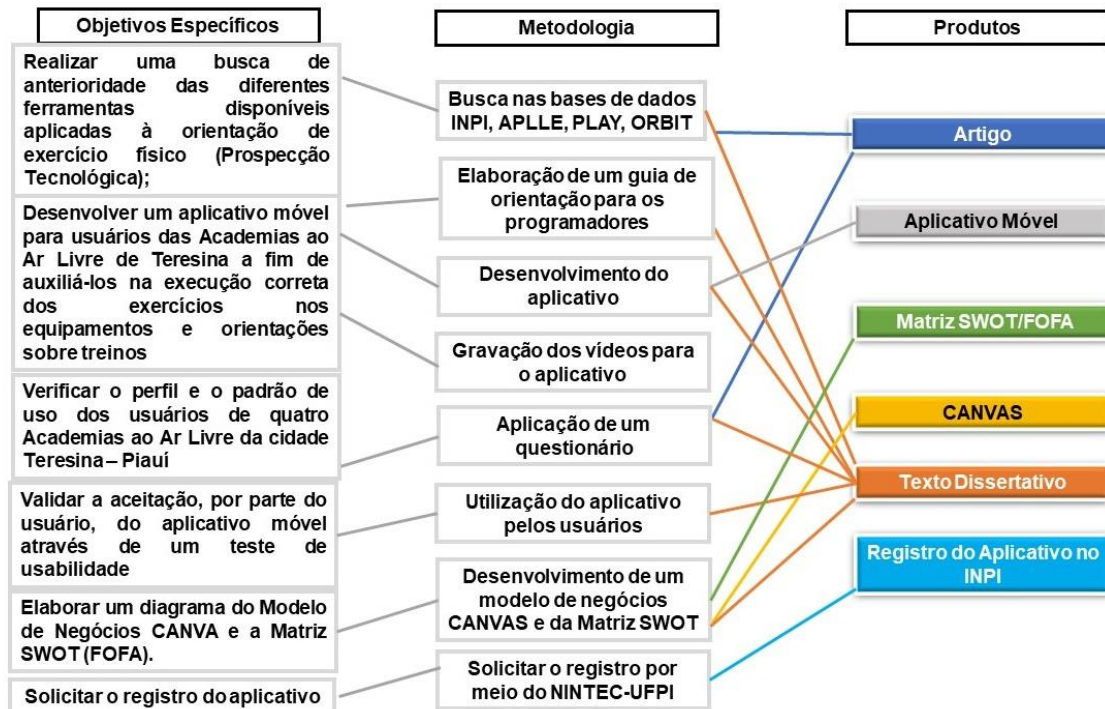 Objetivos Específicos
Realizar uma busca de
anterioridade das diferentes
ferramentas disponíveis
aplicadas à orientação de
exercício físico (Prospecção
Tecnológica);
Desenvolver um aplicativo móvel
para usuários das Academias ao
Ar Livre de Teresina a fim de
auxiliá-los na execução correta
dos exercícios nos
equipamentos e orientações
sobre treinos
Verificar o perfil e o padrão de
uso dos usuários de quatro
Academias ao Ar Livre da cidade
Teresina – Piauí
Validar a aceitação, por parte do
usuário, do aplicativo móvel
através de um teste de
usabilidade
Elaborar um diagrama do Modelo
de Negócios CANVA e a Matriz
SWOT (FOFA).
Solicitar o registro do aplicativo
Metodologia
Busca nas bases de dados
INPI, APLLE, PLAY, ORBIT
Elaboração de um guia de
orientação para os
programadores
Desenvolvimento do
aplicativo
Gravação dos vídeos para
o aplicativo
Aplicação de um
questionário
Utilização do aplicativo
pelos usuários
Desenvolvimento de um
modelo de negócios
CANVAS e da Matriz SWOT
Solicitar o registro por
meio do NINTEC-UFPI
Produtos
Artigo
Aplicativo Móvel
Matriz SWOT/FOFA
CANVAS
Texto Dissertativo
Registro do Aplicativo no
INPI